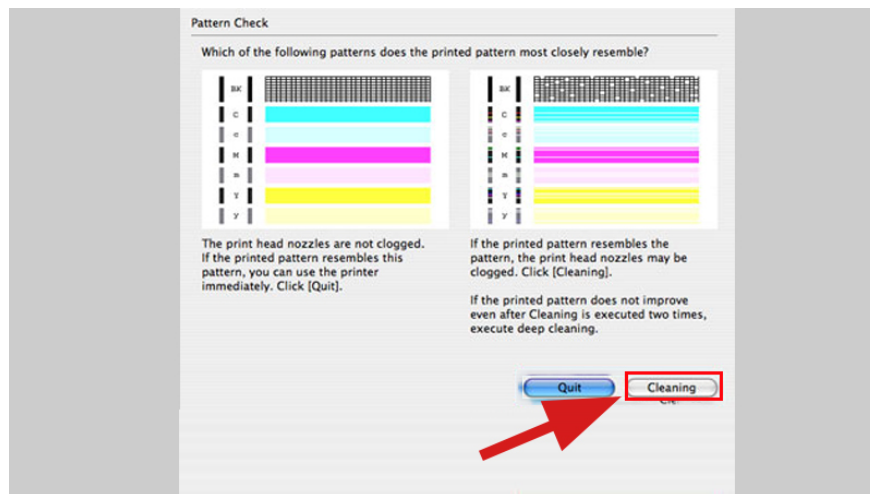 Pattern Check
Which of the following patterns does the printed pattern most closely resemble?
BK
C
c
M
m
Y
y
BK
C
c
M
m
Y
y
The print head nozzles are not clogged.
If the printed pattern resembles this
pattern, you can use the printer
immediately. Click [Quit].
If the printed pattern resembles the
pattern, the print head nozzles may be
clogged. Click [Cleaning].
If the printed pattern does not improve
even after Cleaning is executed two times,
execute deep cleaning.
Quit
Cleaning